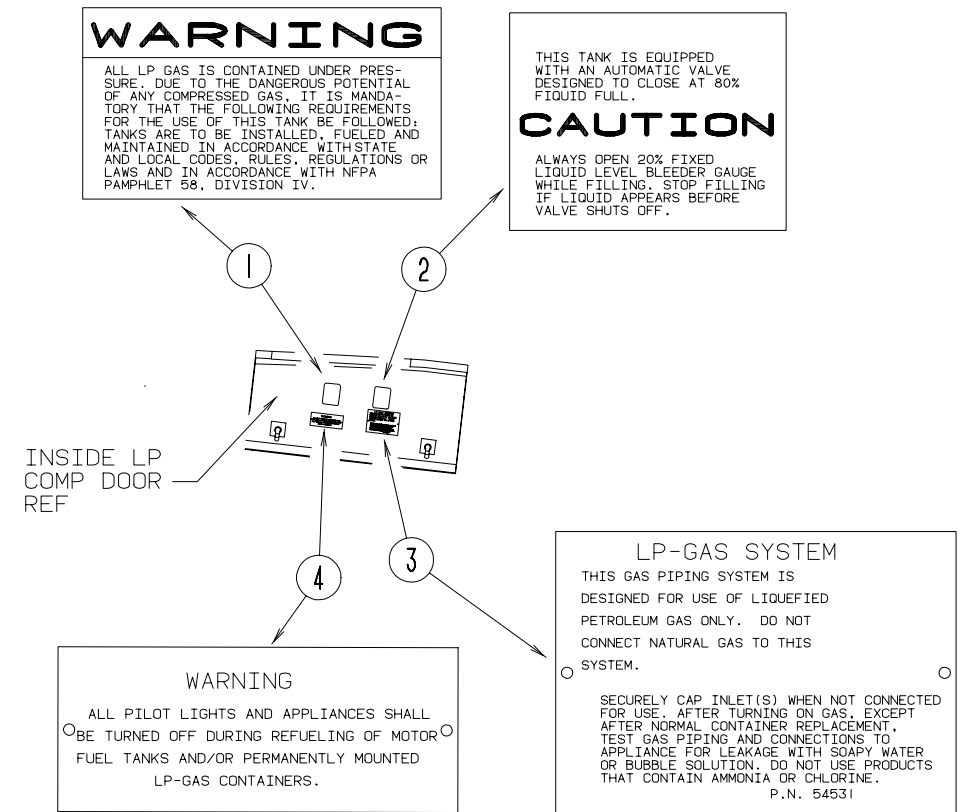 WARNING
ALL LP GAS IS CONTAINED UNDER PRES-
SURE. DUE TO THE DANGEROUS POTENTIAL
OF ANY COMPRESSED GAS, IT IS MANDA-
TORY THAT THE FOLLOWING REQUIREMENTS
FOR THE USE OF THIS TANK BE FOLLOWED:
TANKS ARE TO BE INSTALLED, FUELED AND
MAINTAINED IN ACCORDANCE WITH STATE
AND LOCAL CODES, RULES, REGULATIONS OR
LAWS AND IN ACCORDANCE WITH NFPA
PAMPHLET 58, DIVISION IV.
THIS TANK IS EQUIPPED
WITH AN AUTOMATIC VALVE
DESIGNED TO CLOSE AT 80%
FIQUID FULL.
CAUTION
ALWAYS OPEN 20% FIXED
LIQUID LEVEL BLEEDER GAUGE
WHILE FILLING. STOP FILLING
IF LIQUID APPEARS BEFORE
VALVE SHUTS OFF.
1
2
INSIDE LP
COMP DOOR
REF
4
3
WARNING
ALL PILOT LIGHTS AND APPLIANCES SHALL
BE TURNED OFF DURING REFUELING OF MOTOR
FUEL TANKS AND/OR PERMANENTLY MOUNTED
LP-GAS CONTAINERS.
LP-GAS SYSTEM
THIS GAS PIPING SYSTEM IS
DESIGNED FOR USE OF LIQUEFIED
PETROLEUM GAS ONLY. DO NOT
CONNECT NATURAL GAS TO THIS
SYSTEM.
SECURELY CAP INLET(S) WHEN NOT CONNECTED
FOR USE. AFTER TURNING ON GAS, EXCEPT
AFTER NORMAL CONTAINER REPLACEMENT,
TEST GAS PIPING AND CONNECTIONS TO
APPLIANCE FOR LEAKAGE WITH SOAPY WATER
OR BUBBLE SOLUTION. DO NOT USE PRODUCTS
THAT CONTAIN AMMONIA OR CHLORINE.
P.N. 54531